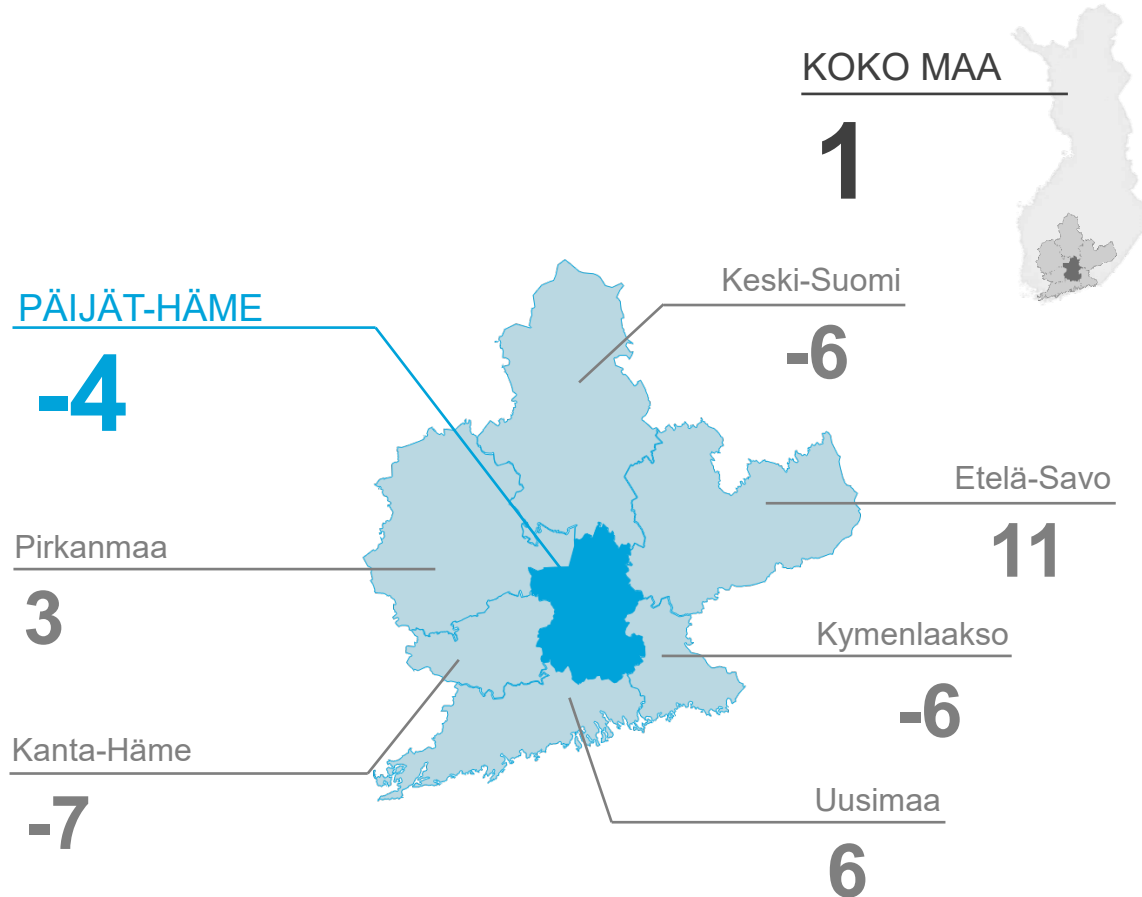 KOKO MAA
1
PÄIJÄT-HÄME
-4
Keski-Suomi
-6
Etelä-Savo
11
Pirkanmaa
3
Kymenlaakso
-6
Kanta-Häme
-7
Uusimaa
6